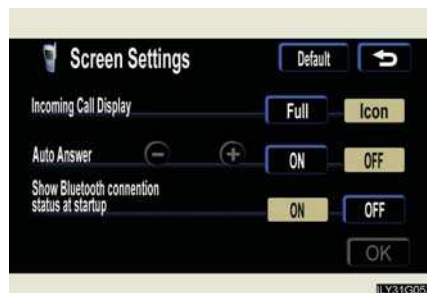 Screen Settings Default
Incoming Call Display Full Icon
Auto Answer ON OFF
Show Bluetooth connention
status at startup ON OFF
OK
ILY31G05